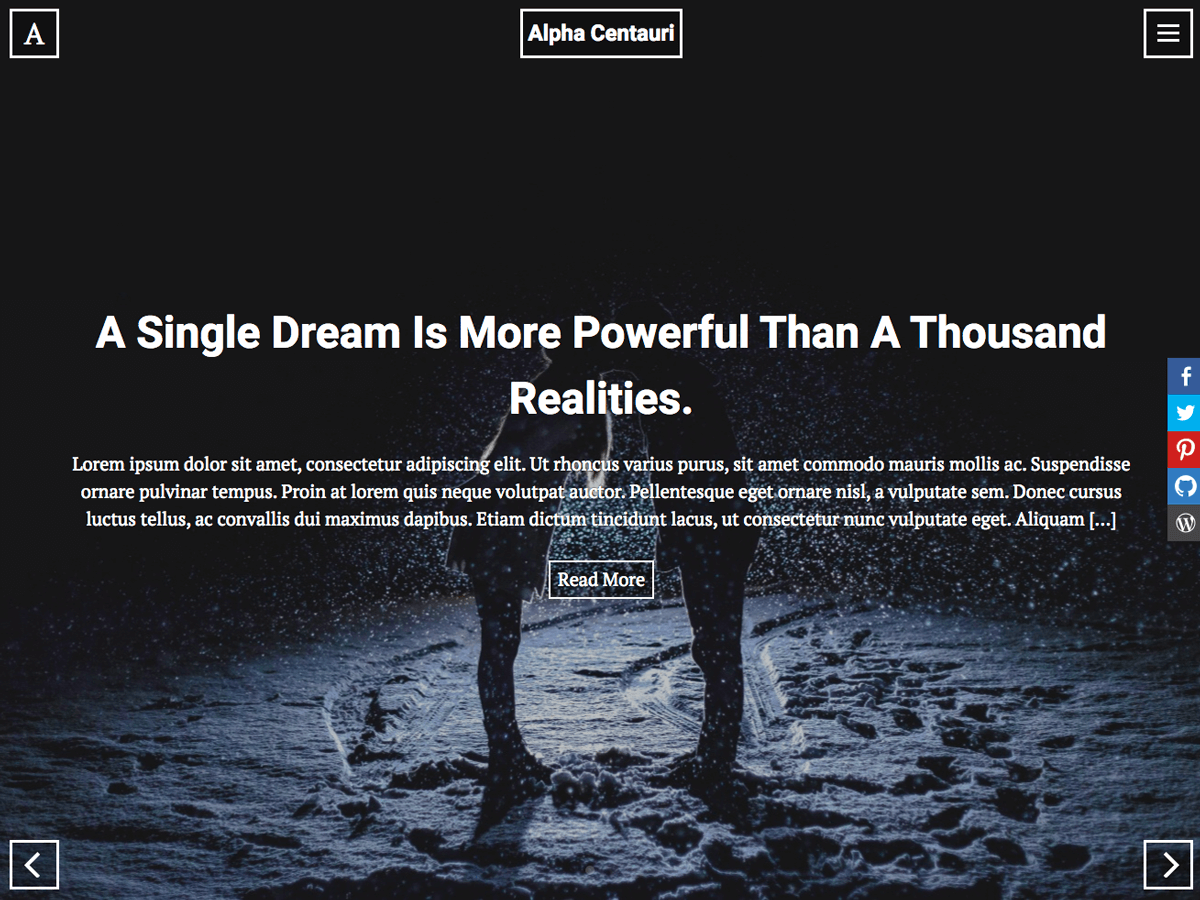 A
Alpha Centauri
A Single Dream Is More Powerful Than A Thousand
Realities.
Lorem ipsum dolor sit amet, consectetur adipiscing elit. Ut rhoncus varius purus, sit amet commodo mauris mollis ac. Suspendisse
ornare pulvinar tempus. Proin at lorem quis neque volutpat auctor. Pellentesque eget ornare nisl, a vulputate sem. Donec cursus
luctus tellus, ac convallis dui maximus dapibus. Etiam dictum tincidunt lacus, ut consectetur nunc vulputate eget. Aliquam [...]
Read More